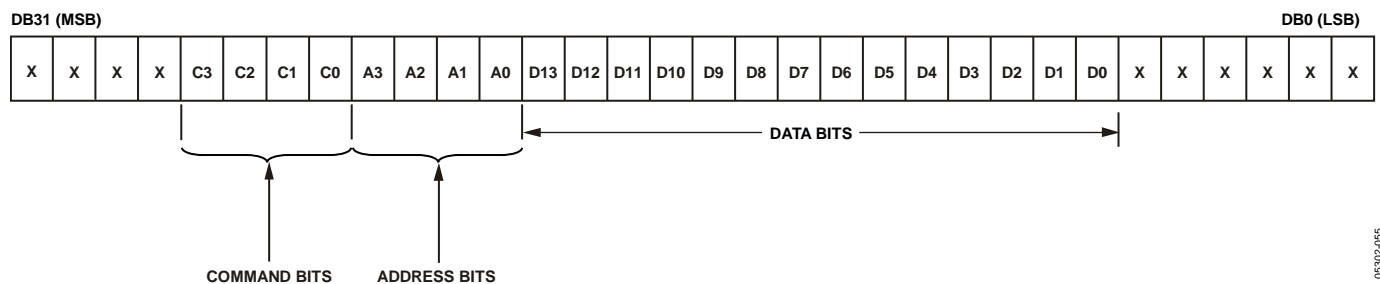 DB31 (MSB) DB0 (LSB)
X X X X C3 C2 C1 C0 A3 A2 A1 A0 D13 D12 D11 D10 D9 D8 D7 D6 D5 D4 D3 D2 D1 D0 X X X X X X
DATA BITS
COMMAND BITS ADDRESS BITS
05302-055